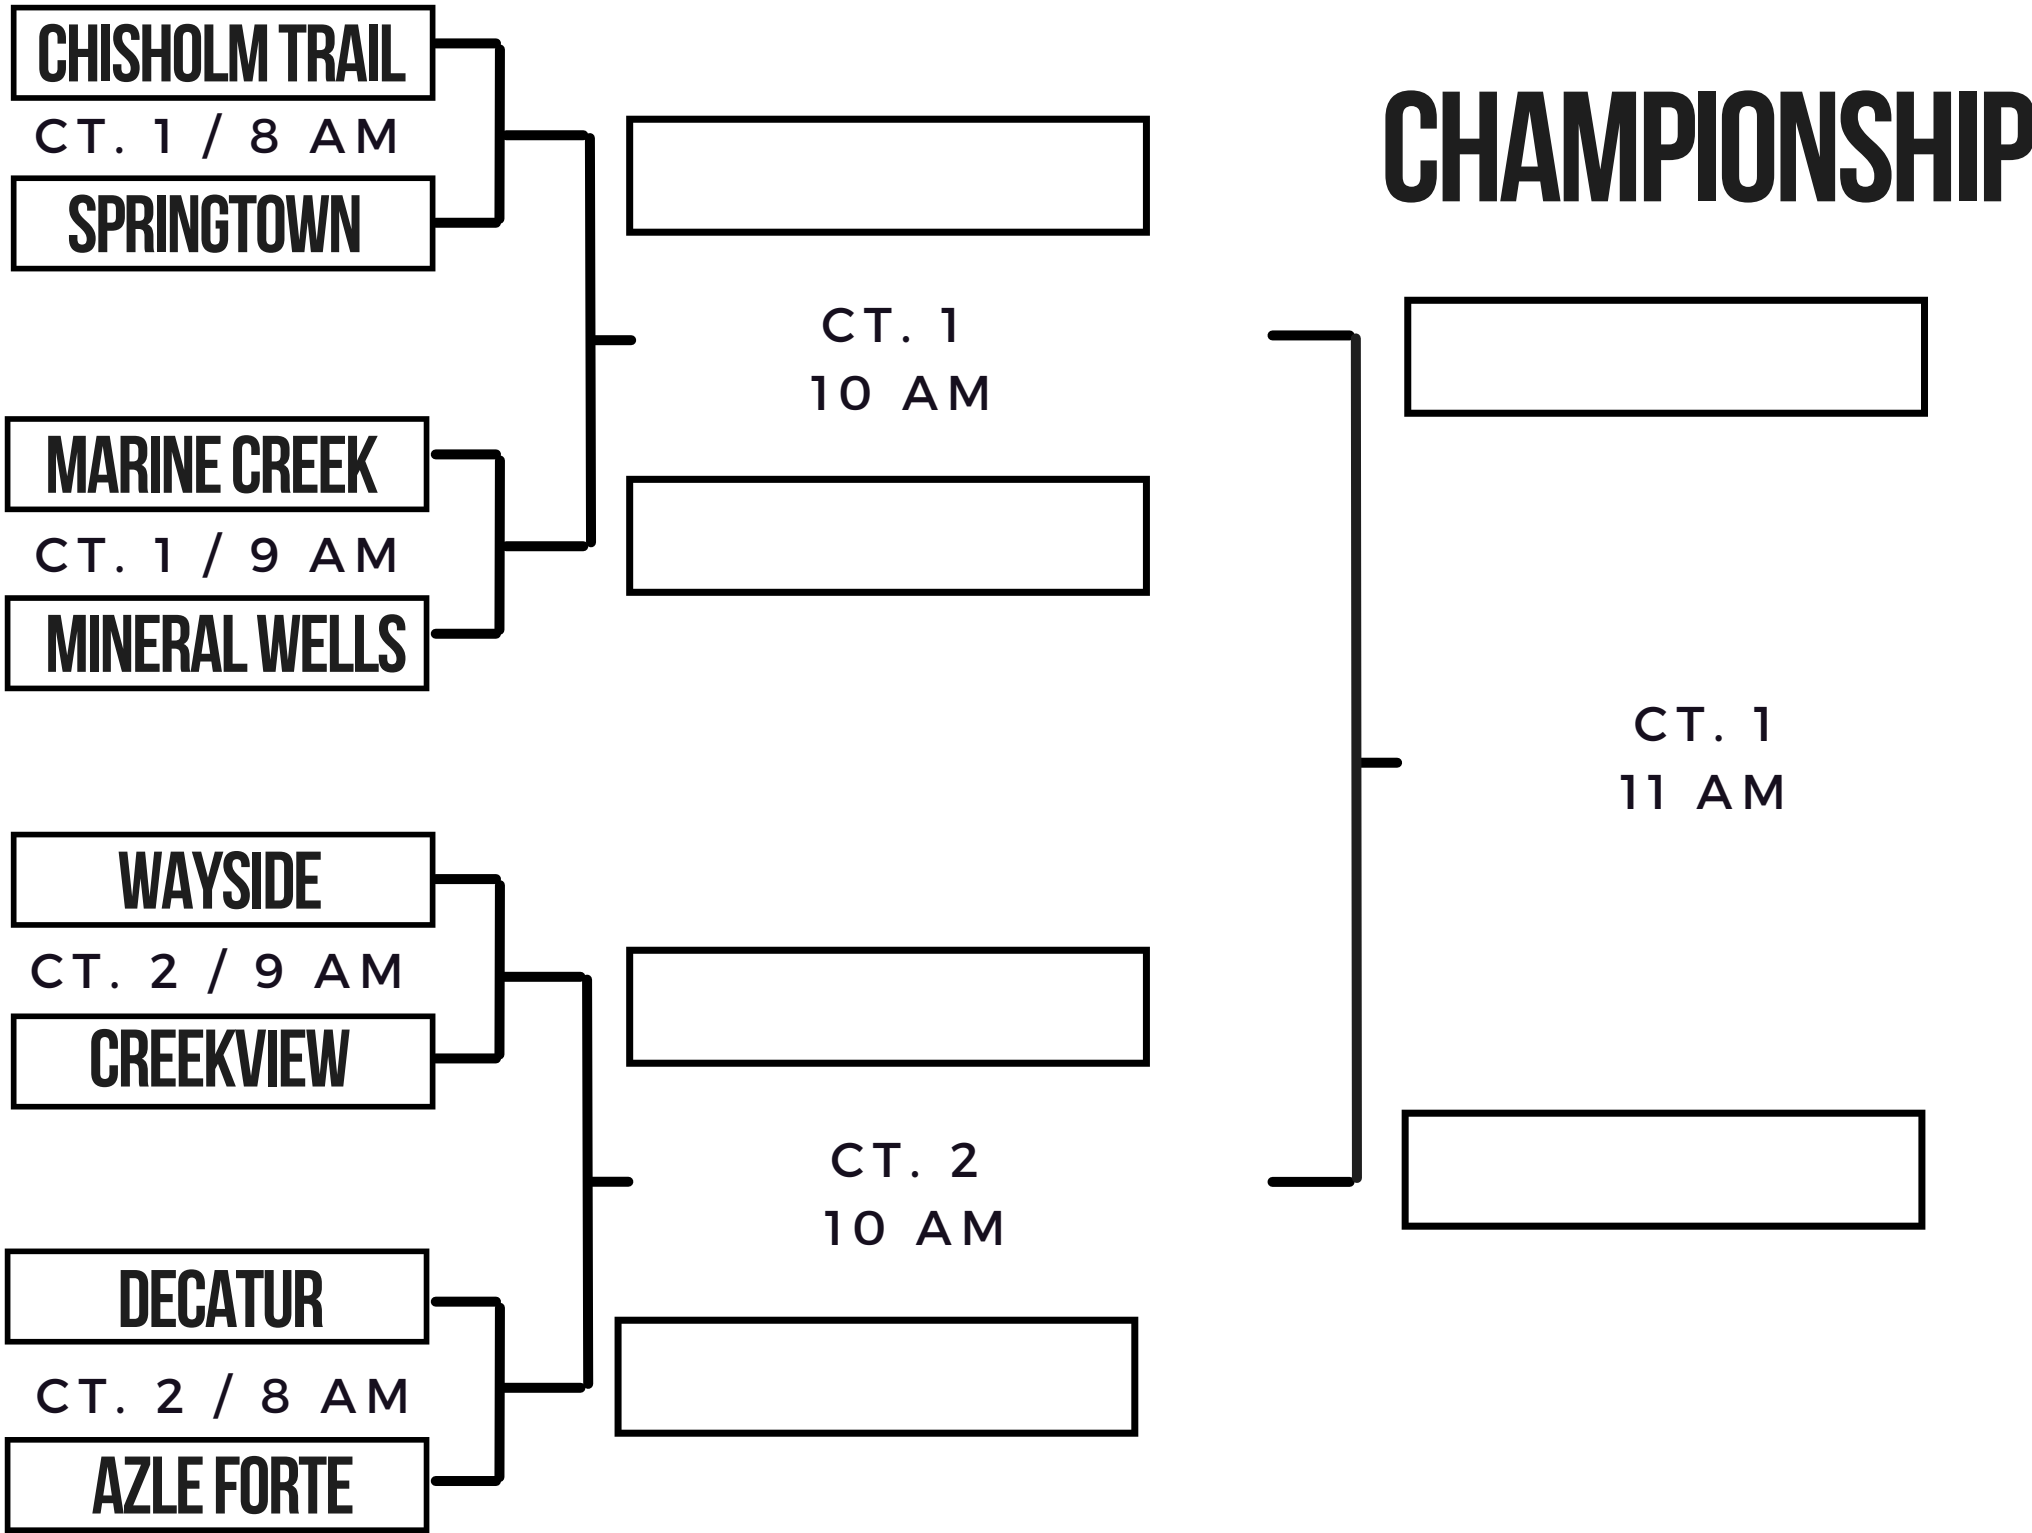 CHISHOLM TRAIL
CT. 1 / 8 AM
SPRINGTOWN
MARINE CREEK
CT. 1 / 9 AM
MINERAL WELLS
WAYSIDE
CT. 2 / 9 AM
CREEKVIEW
DECATUR
CT. 2 / 8 AM
AZLE FORTE
CT. 1
10 AM
CT. 2
10 AM
CHAMPIONSHIP
CT. 1
11 AM